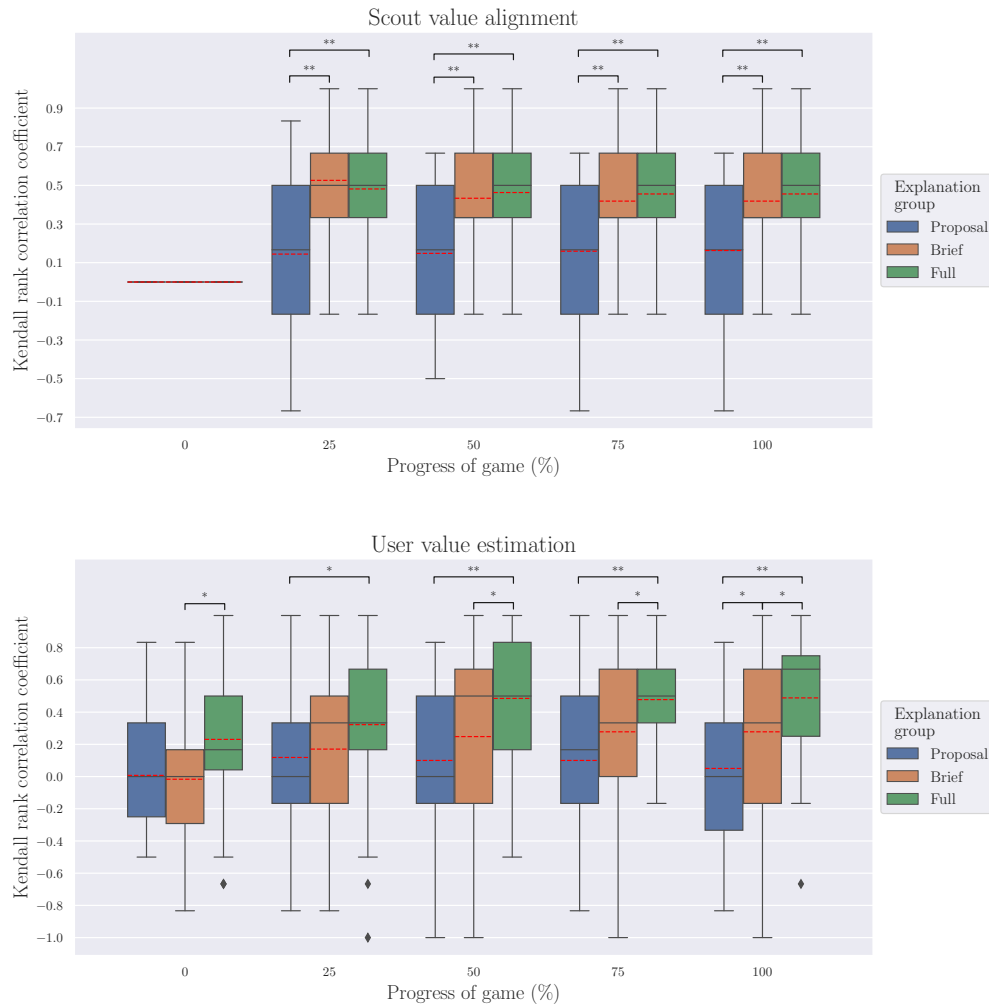 Scout value alignment
** ** ** **
** ** ** **
Kendall rank correlation coefficient
0.9
0.7
0.5
0.3
0.1
−0.1
−0.3
−0.5
−0.7
0 25 50 75 100
Progress of game (%)
Explanation
group
Proposal
Brief
Full
User value estimation
* ** ** **
* * * * *
Kendall rank correlation coefficient
0.8
0.6
0.4
0.2
0.0
−0.2
−0.4
−0.6
−0.8
−1.0
0 25 50 75 100
Progress of game (%)
Explanation
group
Proposal
Brief
Full